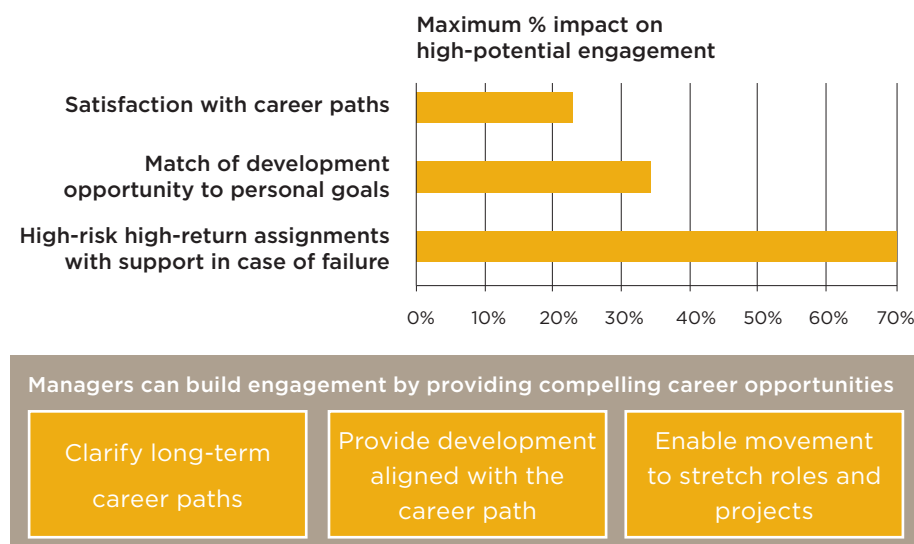 Maximum % impact on
high-potential engagement
Satisfaction with career paths
Match of development
opportunity to personal goals
High-risk high-return assignments
with support in case of failure
0% 10% 20% 30% 40% 50% 60% 70%
Managers can build engagement by providing compelling career opportunities
Clarify long-term
career paths
Provide development
aligned with the
career path
Enable movement
to stretch roles and
projects